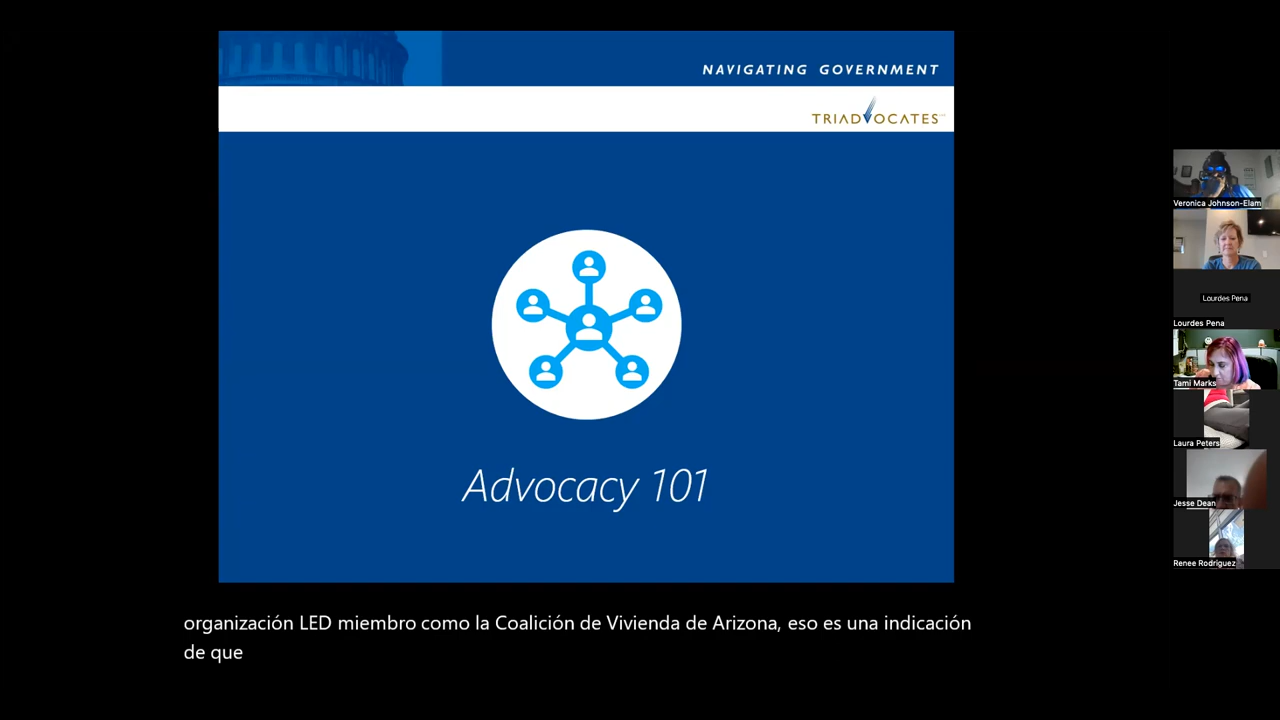 NAVIGATING GOVERNMENT
TRIADVOCATES
Advocacy 101
organización LED miembro como la Coalición de Vivienda de Arizona, eso es una indicación
de que
Veronica Johnson-Elam
Lourdes Pena
Lourdes Pena
Tami Marks
Laura Peters
Jesse Dean
Renee Rodriguez